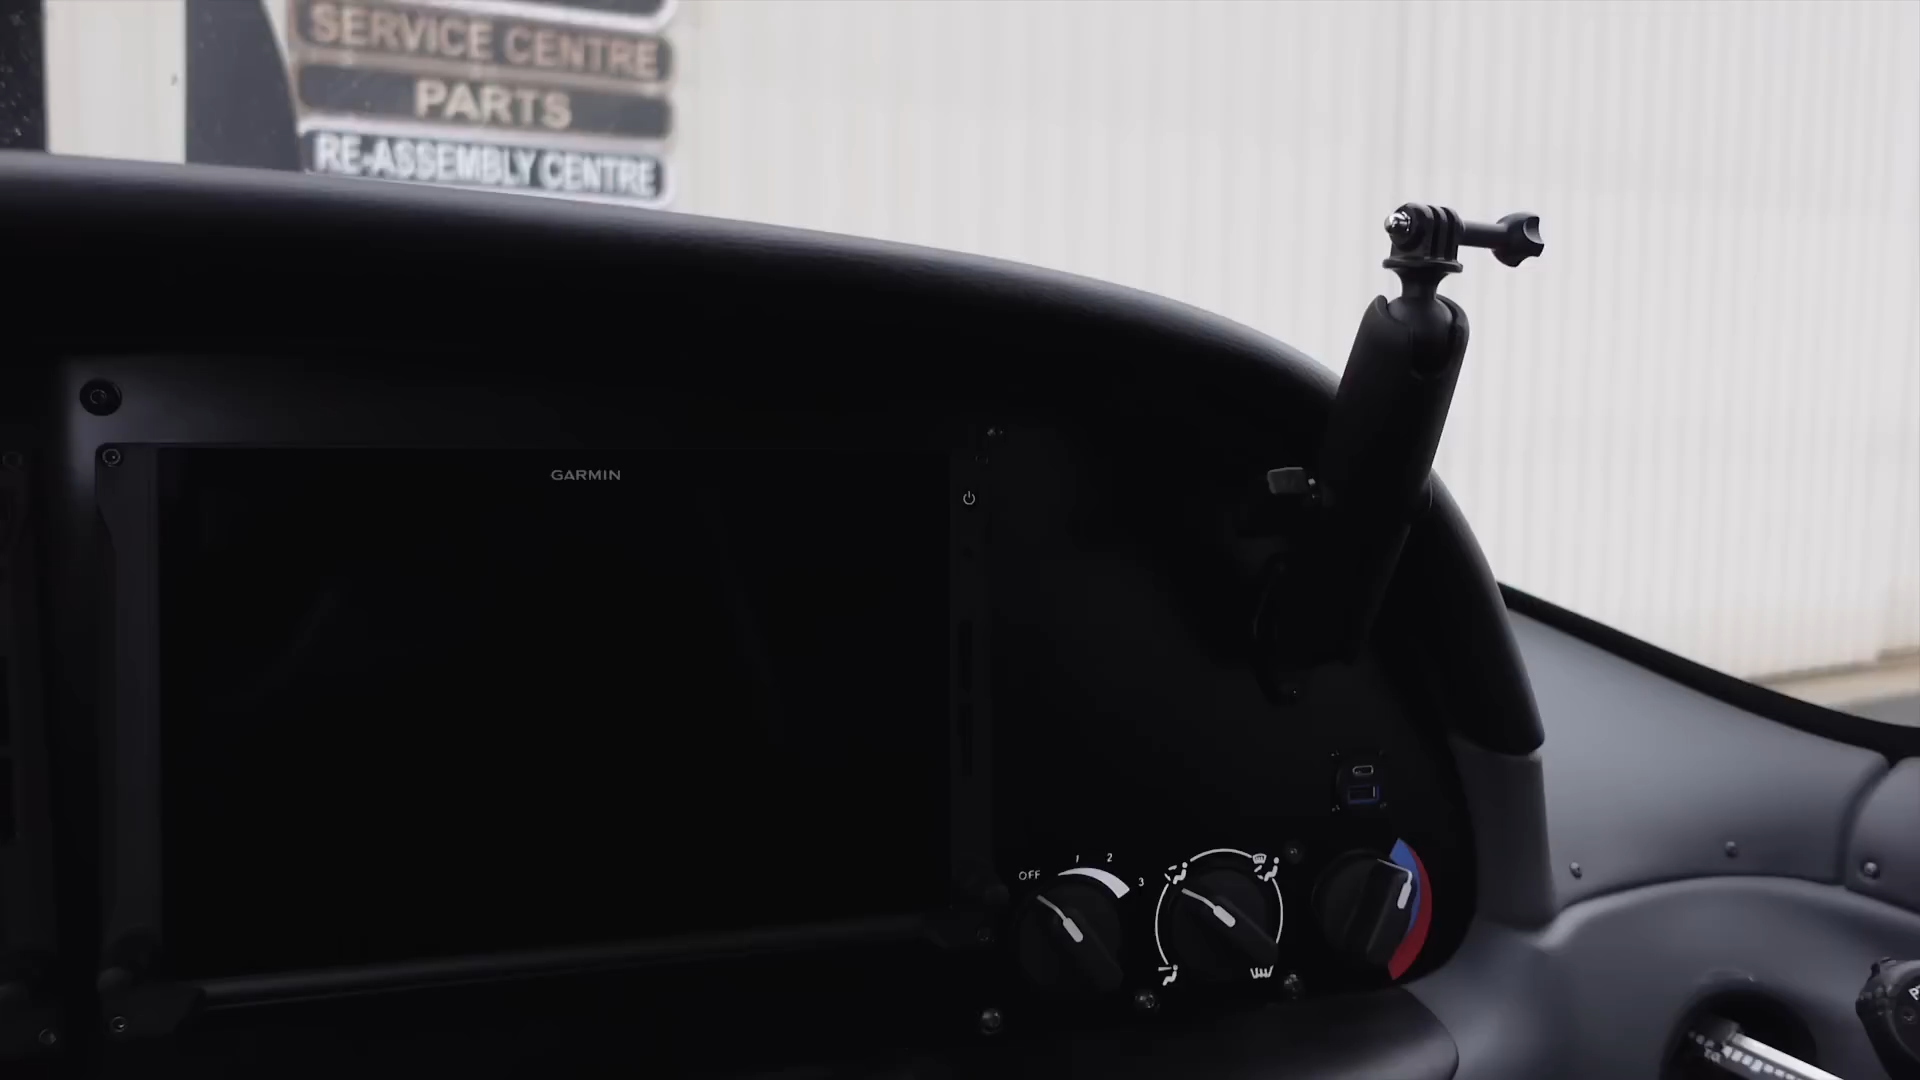 SERVICE CENTRE
PARTS
RE-ASSEMBLY CENTRE
GARMIN
OFF
1
2
3